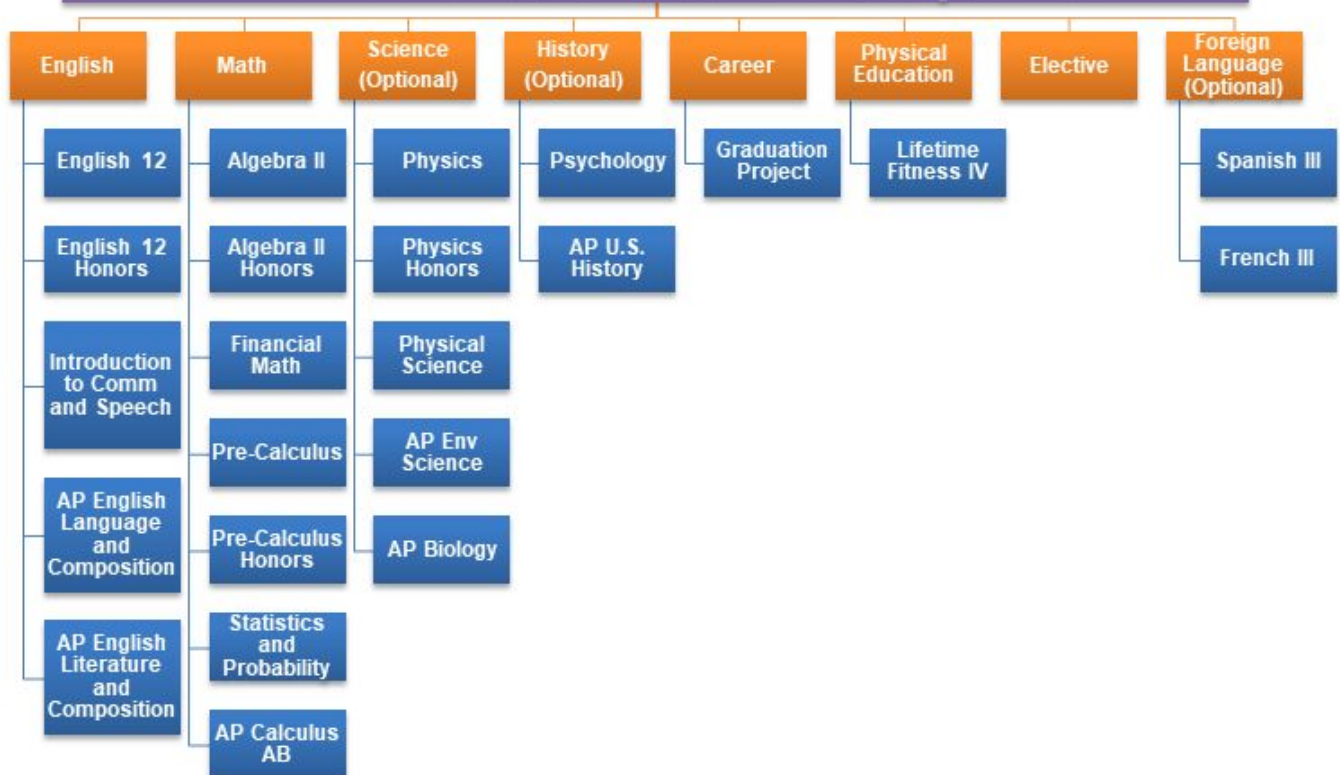 English
Math
Science
(Optional)
History
(Optional)
Career
Physical
Education
Elective
Foreign
Language
(Optional)
English 12
English 12
Honors
Introduction
to Comm
and Speech
AP English
Language
and
Composition
AP English
Literature
and
Composition
Algebra II
Algebra II
Honors
Financial
Math
Pre-Calculus
Pre-Calculus
Honors
Statistics
and
Probability
AP Calculus
AB
Physics
Physics
Honors
Physical
Science
AP Env
Science
AP Biology
Psychology
AP U.S.
History
Graduation
Project
Lifetime
Fitness IV
Spanish III
French III